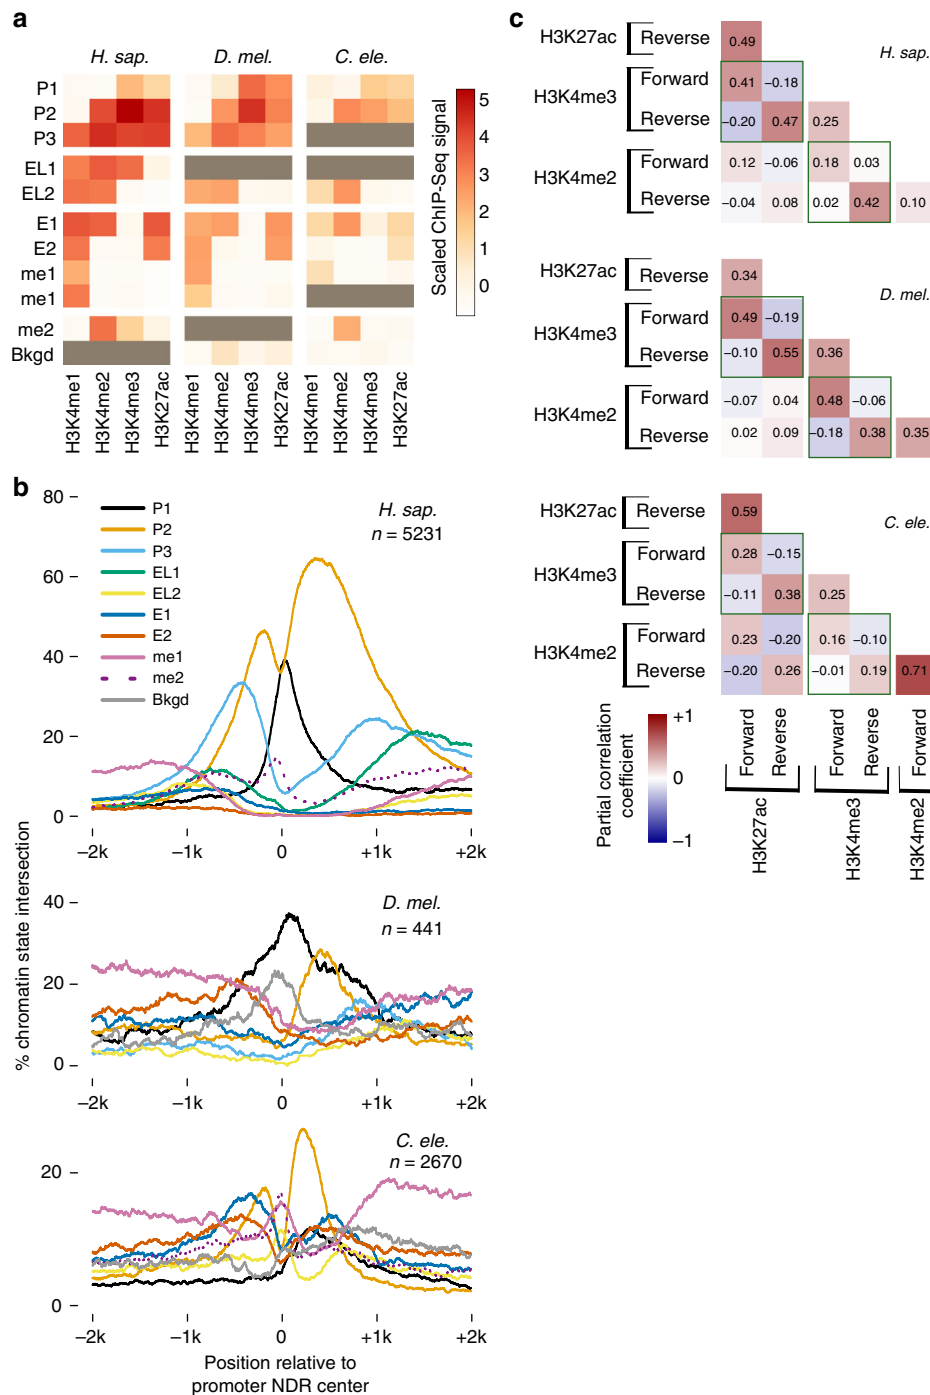 a
H. sap. D. mel. C. ele.
P1
P2
P3
EL1
EL2
E1
E2
me1
me1
me2
Bkgd
H3K4me1 H3K4me2 H3K4me3 H3K27ac H3K4me1 H3K4me2 H3K4me3 H3K27ac H3K4me1 H3K4me2 H3K4me3 H3K27ac
5
4
3
2
1
0
Scaled ChIP-Seq signal
b
% chromatin state intersection
80
60
40
20
0
P1
P2
P3
EL1
EL2
E1
E2
me1
me2
Bkgd
H. sap.
n = 5231
−2k −1k 0 +1k +2k
40
20
0
D. mel.
n = 441
−2k −1k 0 +1k +2k
20
0
C. ele.
n = 2670
−2k −1k 0 +1k +2k
Position relative to
promoter NDR center
c
H. sap.
H3K27ac Reverse 0.49
H3K4me3 Forward 0.41 −0.18
Reverse −0.20 0.47 0.25
H3K4me2 Forward 0.12 −0.06 0.18 0.03
Reverse −0.04 0.08 0.02 0.42 0.10
D. mel.
H3K27ac Reverse 0.34
H3K4me3 Forward 0.49 −0.19
Reverse −0.10 0.55 0.36
H3K4me2 Forward −0.07 0.04 0.48 −0.06
Reverse 0.02 0.09 −0.18 0.38 0.35
C. ele.
H3K27ac Reverse 0.59
H3K4me3 Forward 0.28 −0.15
Reverse −0.11 0.38 0.25
H3K4me2 Forward 0.23 −0.20 0.16 −0.10
Reverse −0.20 0.26 −0.01 0.19 0.71
Partial correlation
coefficient
+1
0
−1
Forward Reverse Forward Reverse Forward
H3K27ac H3K4me3 H3K4me2